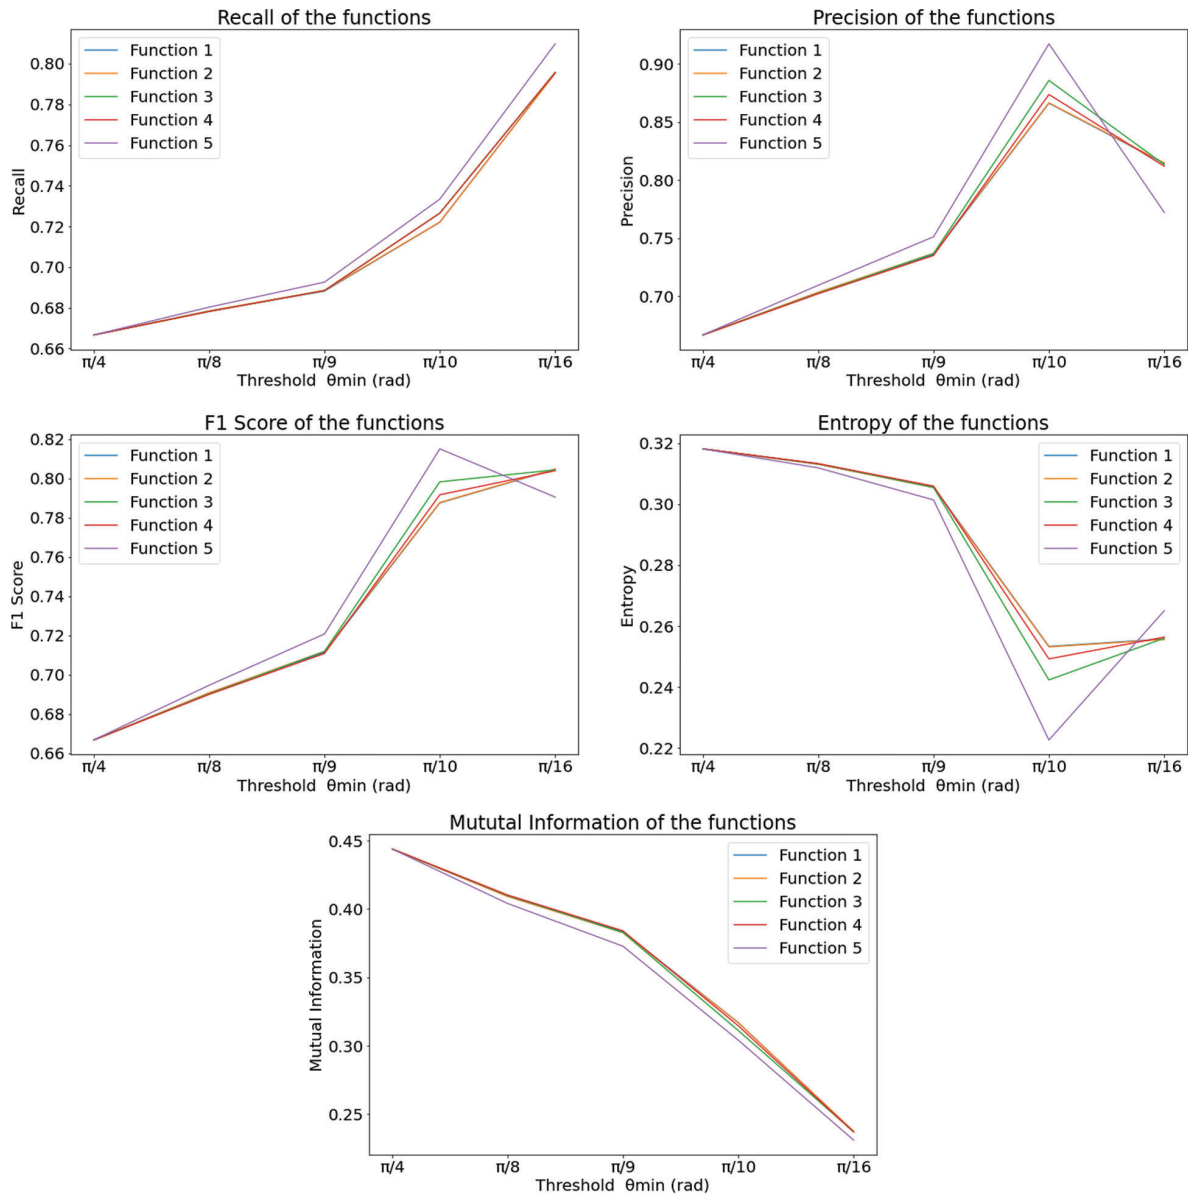 Recall of the functions
Recall
0.80
0.78
0.76
0.74
0.72
0.70
0.68
0.66
Function 1
Function 2
Function 3
Function 4
Function 5
π/4 π/8 π/9 π/10 π/16
Threshold θmin (rad)
Precision of the functions
Precision
0.90
0.85
0.80
0.75
0.70
Function 1
Function 2
Function 3
Function 4
Function 5
π/4 π/8 π/9 π/10 π/16
Threshold θmin (rad)
F1 Score of the functions
F1 Score
0.82
0.80
0.78
0.76
0.74
0.72
0.70
0.68
0.66
Function 1
Function 2
Function 3
Function 4
Function 5
π/4 π/8 π/9 π/10 π/16
Threshold θmin (rad)
Entropy of the functions
Entropy
0.32
0.30
0.28
0.26
0.24
0.22
Function 1
Function 2
Function 3
Function 4
Function 5
π/4 π/8 π/9 π/10 π/16
Threshold θmin (rad)
Mututal Information of the functions
Mutual Information
0.45
0.40
0.35
0.30
0.25
Function 1
Function 2
Function 3
Function 4
Function 5
π/4 π/8 π/9 π/10 π/16
Threshold θmin (rad)